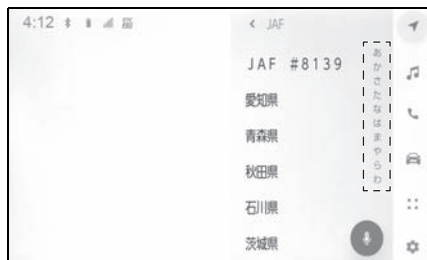 4:12
< JAF
JAF #8139
愛知県
青森県
秋田県
石川県
茨城県
あ
か
さ
た
な
は
ま
や
ら
わ